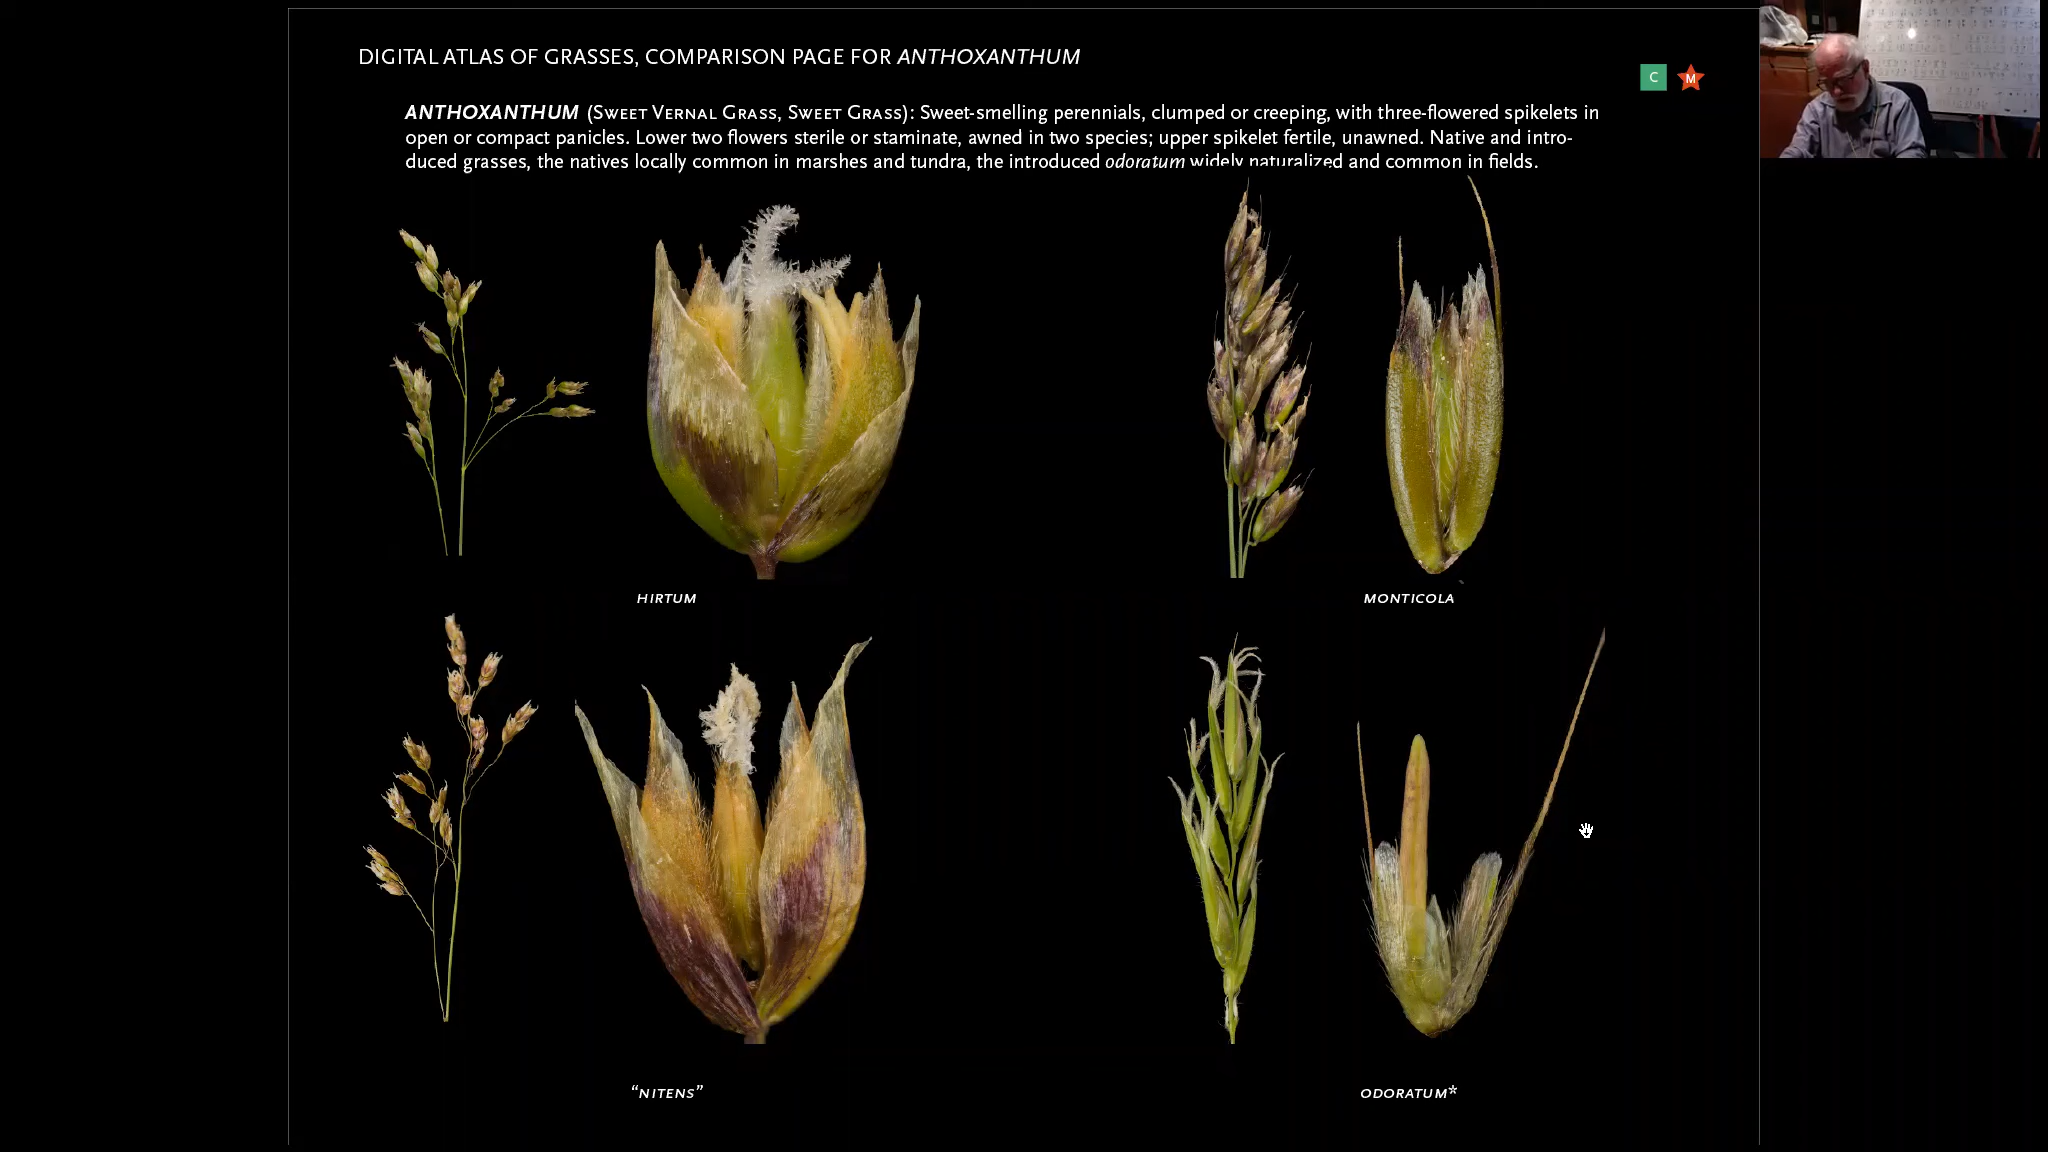 DIGITAL ATLAS OF GRASSES, COMPARISON PAGE FOR ANTHOXANTHUM
C
M
ANTHOXANTHUM (Sweet Vernal Grass, Sweet Grass): Sweet-smelling perennials, clumped or creeping, with three-flowered spikelets in
open or compact panicles. Lower two flowers sterile or staminate, awned in two species; upper spikelet fertile, unawned. Native and intro-
duced grasses, the natives locally common in marshes and tundra, the introduced odoratum widely naturalized and common in fields.
HIRTUM
MONTICOLA
“NITENS”
ODORATUM*